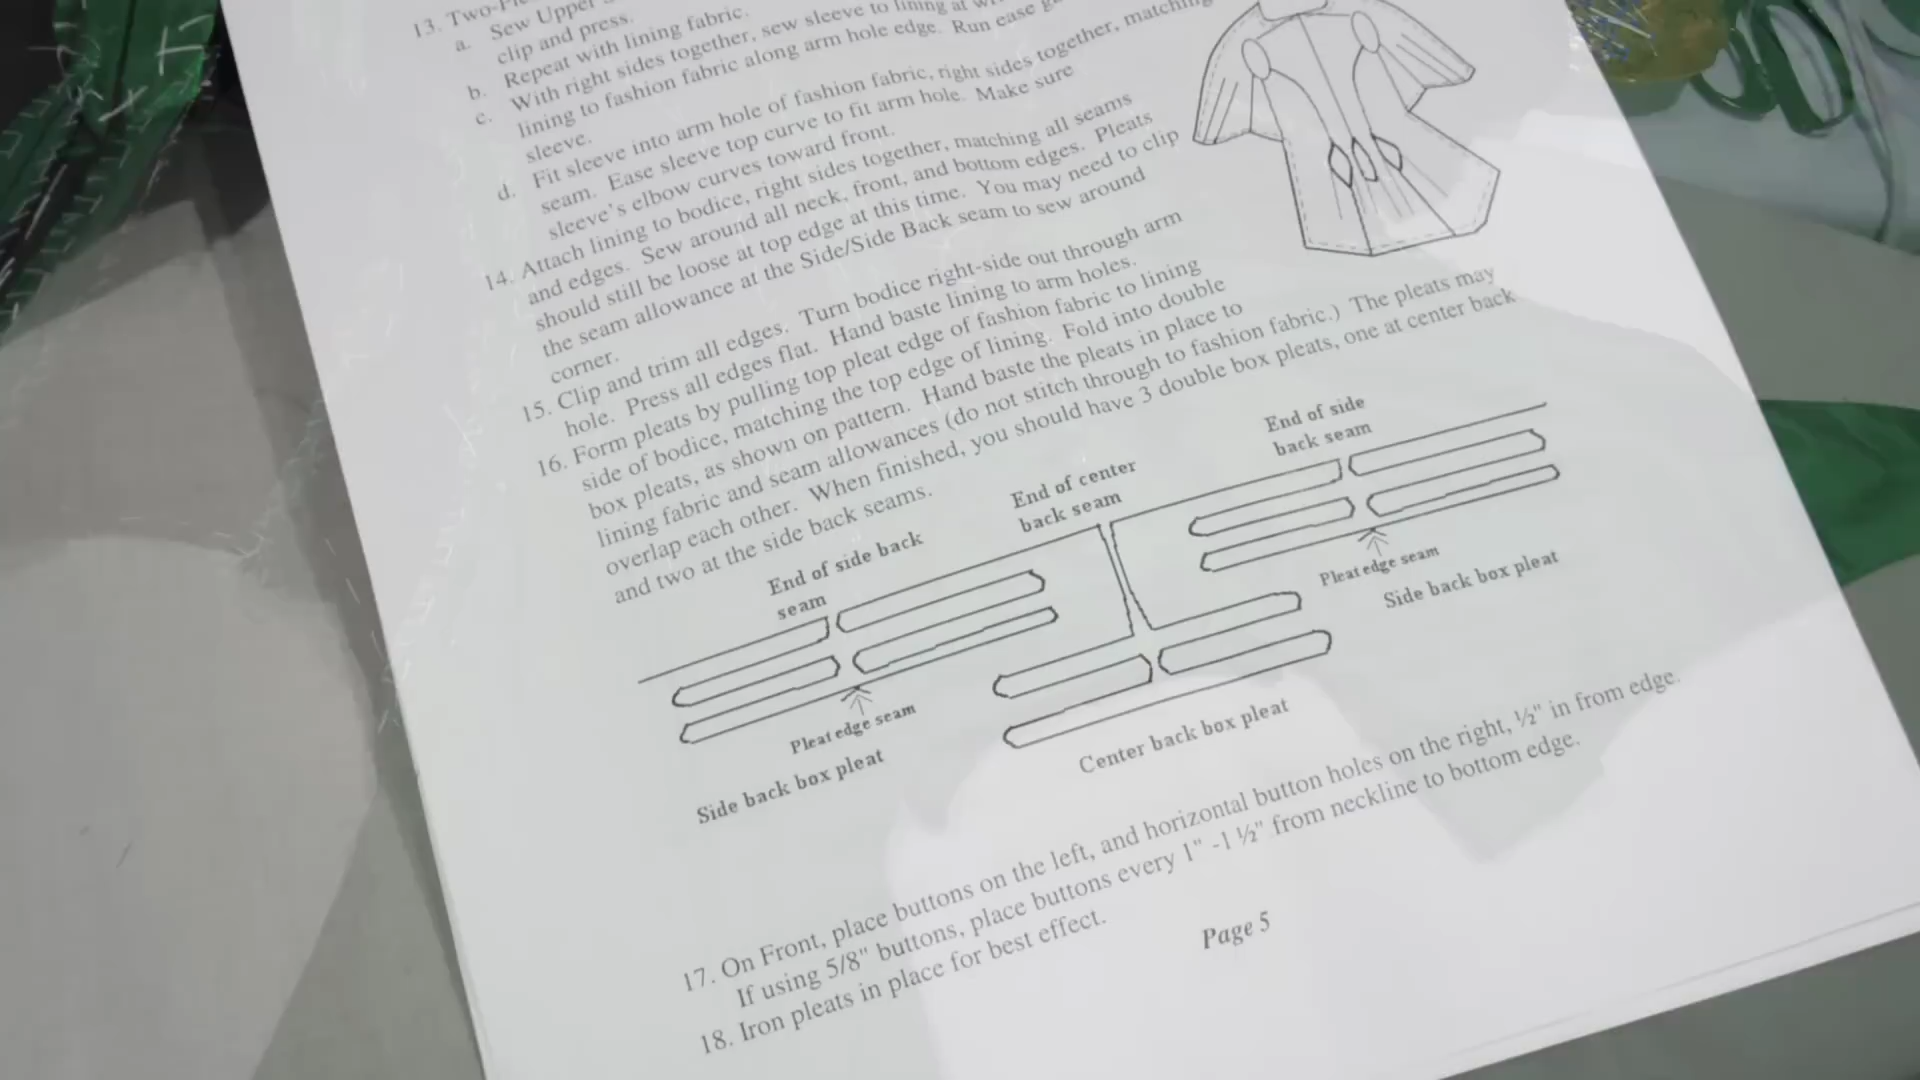 13. Two-
a. Sew Upper
clip and press.
b. Repeat with lining fabric.
c. With right sides together, sew sleeve to lining at
lining to fashion fabric along arm hole edge. Run ease
sleeve.
d. Fit sleeve into arm hole of fashion fabric, right sides together, matching
seam. Ease sleeve top curve to fit arm hole. Make sure
sleeve's elbow curves toward front.
14. Attach lining to bodice, right sides together, matching all seams
and edges. Sew around all neck, front, and bottom edges. Pleats
should still be loose at top edge at this time. You may need to clip
the seam allowance at the Side/Side Back seam to sew around
corner.
15. Clip and trim all edges. Turn bodice right-side out through arm
hole. Press all edges flat. Hand baste lining to arm holes.
16. Form pleats by pulling top pleat edge of fashion fabric to lining
side of bodice, matching the top edge of lining. Fold into double
box pleats, as shown on pattern. Hand baste the pleats in place to
lining fabric and seam allowances (do not stitch through to fashion fabric.) The pleats may
overlap each other. When finished, you should have 3 double box pleats, one at center back
and two at the side back seams.
End of side back
seam
End of center
back seam
End of side
back seam
Pleat edge seam
Side back box pleat
Center back box pleat
Pleat edge seam
Side back box pleat
17. On Front, place buttons on the left, and horizontal button holes on the right, ½" in from edge.
If using 5/8" buttons, place buttons every 1" -1 ½" from neckline to bottom edge.
18. Iron pleats in place for best effect.
Page 5